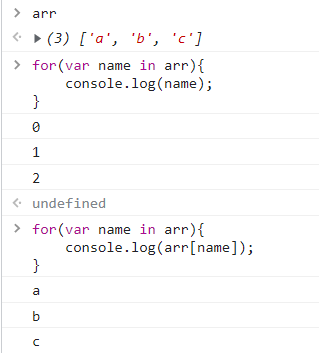 > arr
<· ▶ (3) ['a', 'b', 'c']
> for(var name in arr){
    console.log(name);
}
0
1
2
<· undefined
> for(var name in arr){
    console.log(arr[name]);
}
a
b
c